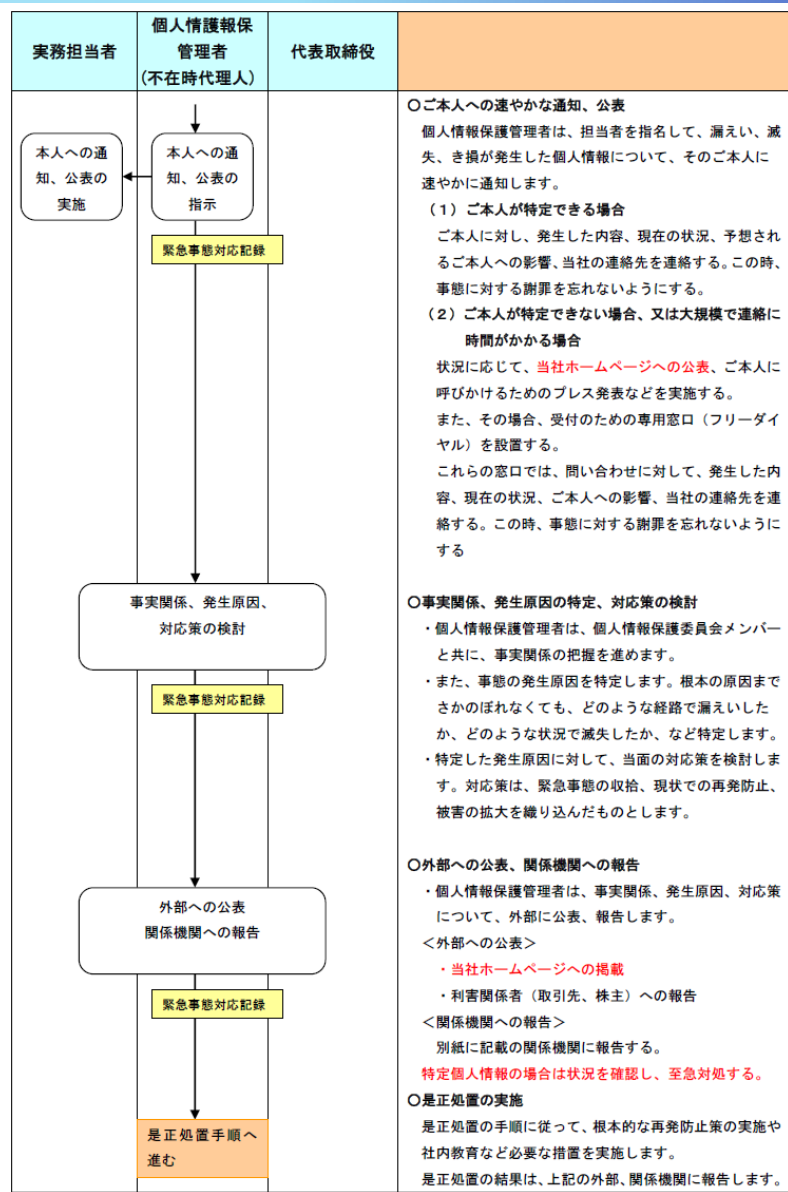 実務担当者
個人情護報保
管理者
(不在時代理人)
代表取締役
本人への通
知、公表の
実施
本人への通
知、公表の
指示
緊急事態対応記録
事実関係、発生原因、
対応策の検討
緊急事態対応記録
外部への公表
関係機関への報告
緊急事態対応記録
是正処置手順へ
進む
〇ご本人への速やかな通知、公表
個人情報保護管理者は、担当者を指名して、漏えい、滅
失、き損が発生した個人情報について、そのご本人に
速やかに通知します。
(1)ご本人が特定できる場合
ご本人に対し、発生した内容、現在の状況、予想され
るご本人への影響、当社の連絡先を連絡する。この時、
事態に対する謝罪を忘れないようにする。
(2)ご本人が特定できない場合、又は大規模で連絡に
時間がかかる場合
状況に応じて、当社ホームページへの公表、ご本人に
呼びかけるためのプレス発表などを実施する。
また、その場合、受付のための専用窓口(フリーダイ
ヤル)を設置する。
これらの窓口では、問い合わせに対して、発生した内
容、現在の状況、ご本人への影響、当社の連絡先を連
絡する。この時、事態に対する謝罪を忘れないように
する
〇事実関係、発生原因の特定、対応策の検討
・個人情報保護管理者は、個人情報保護委員会メンバー
と共に、事実関係の把握を進めます。
・また、事態の発生原因を特定します。根本の原因まで
さかのぼれなくても、どのような経路で漏えいした
か、どのような状況で滅失したか、など特定します。
・特定した発生原因に対して、当面の対応策を検討しま
す。対応策は、緊急事態の収拾、現状での再発防止、
被害の拡大を織り込んだものとします。
〇外部への公表、関係機関への報告
・個人情報保護管理者は、事実関係、発生原因、対応策
について、外部に公表、報告します。
<外部への公表>
・当社ホームページへの掲載
・利害関係者(取引先、株主)への報告
<関係機関への報告>
別紙に記載の関係機関に報告する。
特定個人情報の場合は状況を確認し、至急対処する。
〇是正処置の実施
是正処置の手順に従って、根本的な再発防止策の実施や
社内教育など必要な措置を実施します。
是正処置の結果は、上記の外部、関係機関に報告します。